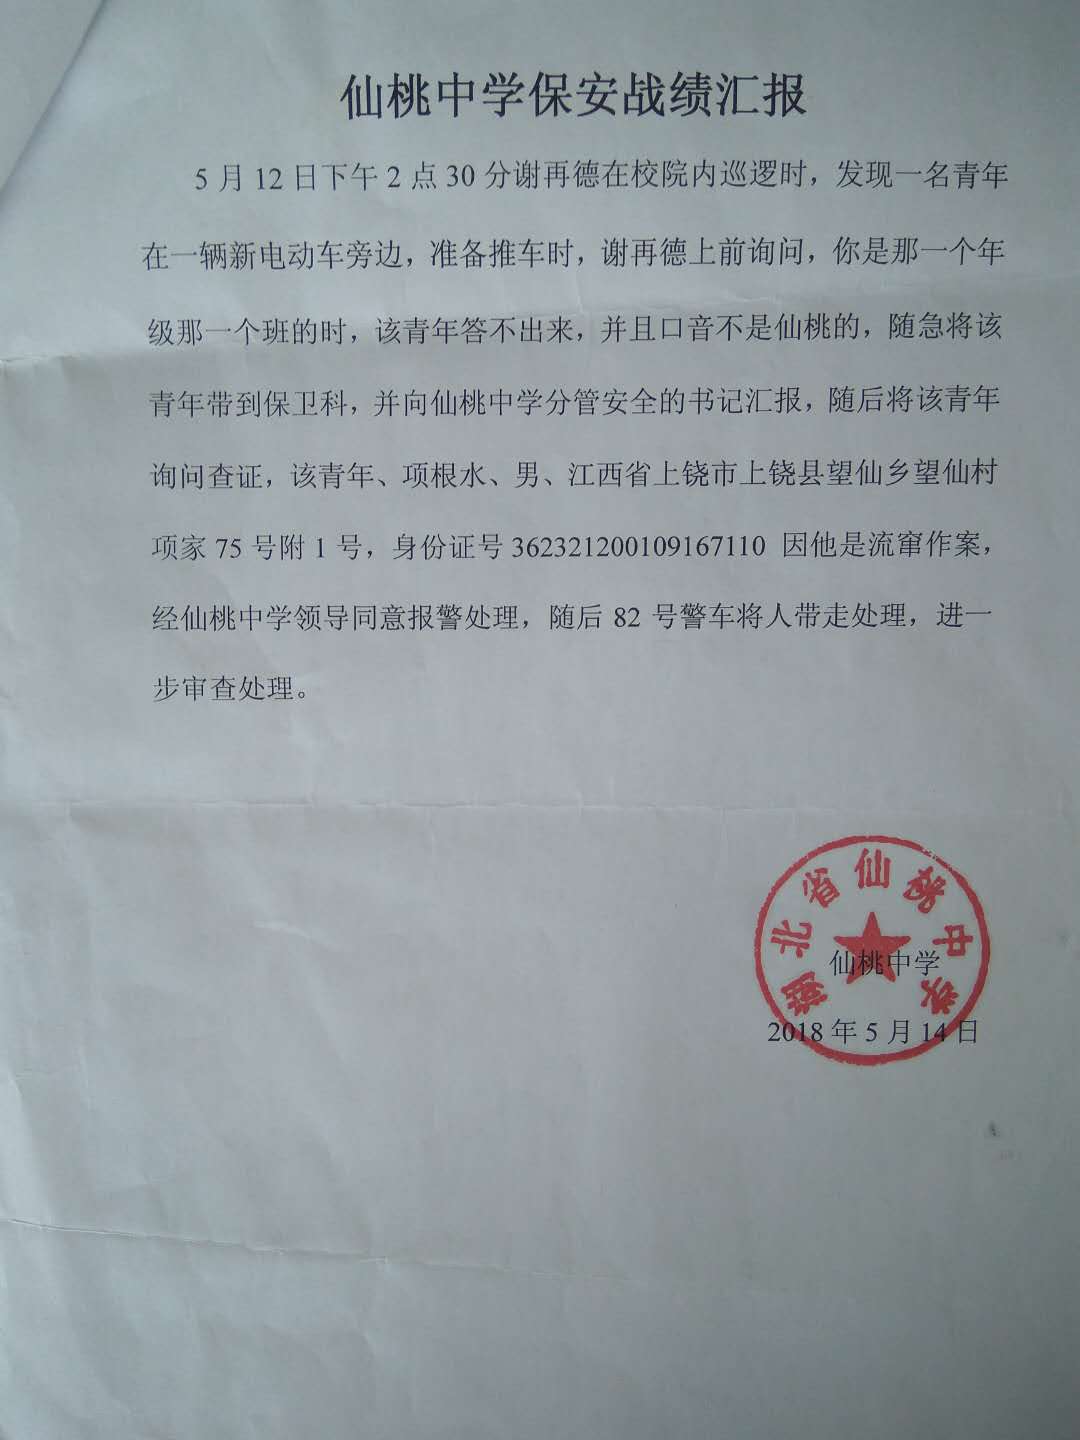 仙桃中学保安战绩汇报
5月12日下午2点30分谢再德在校院内巡逻时，发现一名青年
在一辆新电动车旁边，准备推车时，谢再德上前询问，你是那一个年
级那一个班的时，该青年答不出来，并且口音不是仙桃的，随急将该
青年带到保卫科，并向仙桃中学分管安全的书记汇报，随后将该青年
询问查证，该青年、项根水、男、江西省上饶市上饶县望仙乡望仙村
项家75号附1号，身份证号362321200109167110 因他是流窜作案，
经仙桃中学领导同意报警处理，随后82号警车将人带走处理，进一
步审查处理。
湖北省仙桃中学
仙桃中学
2018年5月14日